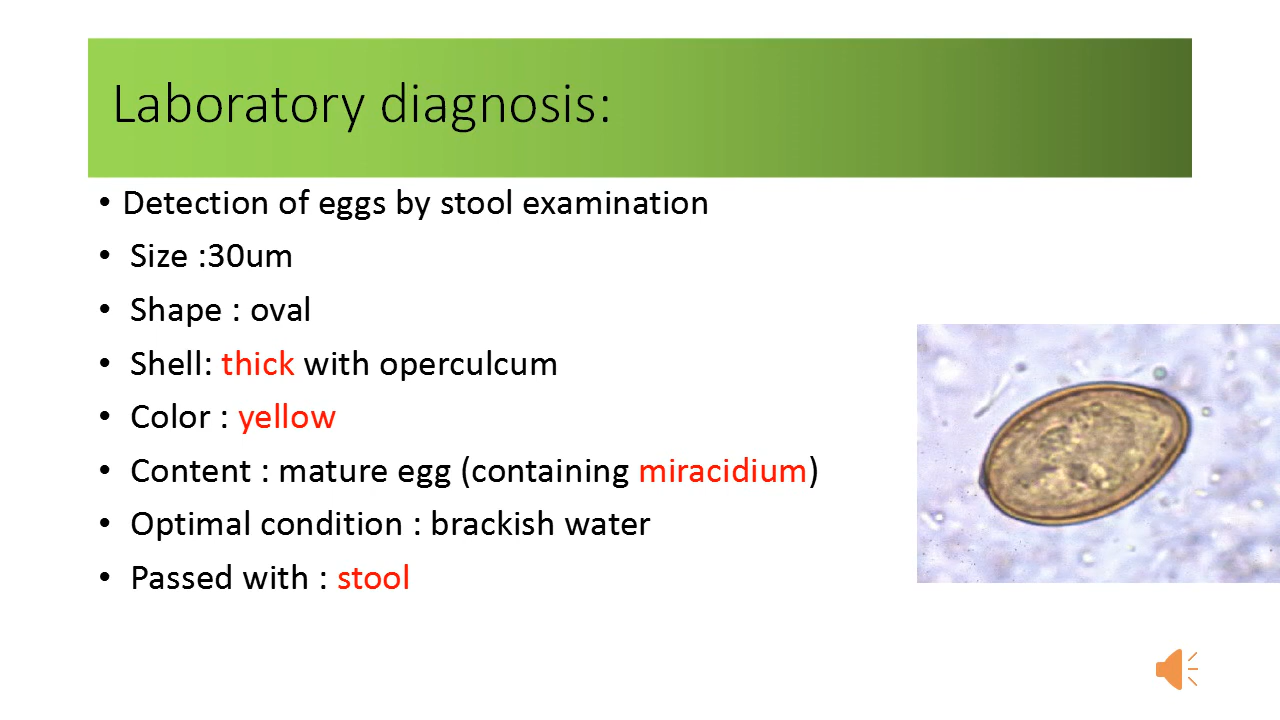 Laboratory diagnosis:
• Detection of eggs by stool examination
• Size :30um
• Shape : oval
• Shell: thick with operculcum
• Color : yellow
• Content : mature egg (containing miracidium)
• Optimal condition : brackish water
• Passed with : stool